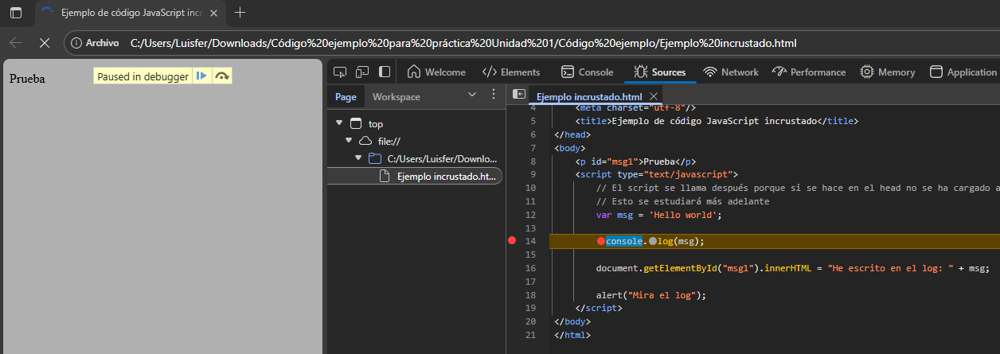 Ejemplo de código JavaScript incr
Archivo C:/Users/Luisfer/Downloads/Código%20ejemplo%20para%20práctica%20Unidad%201/Código%20ejemplo/Ejemplo%20incrustado.html
Prueba
Paused in debugger
Welcome Elements Console Sources Network Performance Memory Application
Page Workspace
top
file://
C:/Users/Luisfer/Downlo...
Ejemplo incrustado.ht...
Ejemplo incrustado.html
4 <meta charset="utf-8"/>
5 <title>Ejemplo de código JavaScript incrustado</title>
6 </head>
7 <body>
8 <p id="msg1">Prueba</p>
9 <script type="text/javascript">
10 // El script se llama después porque si se hace en el head no se ha cargado a
11 // Esto se estudiará más adelante
12 var msg = 'Hello world';
13
14 console.log(msg);
15
16 document.getElementById("msg1").innerHTML = "He escrito en el log: " + msg;
17
18 alert("Mira el log");
19 </script>
20 </body>
21 </html>